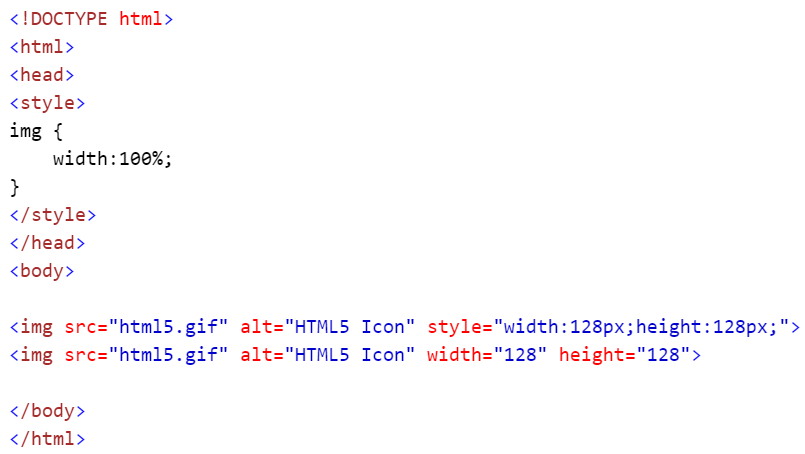 <!DOCTYPE html>
<html>
<head>
<style>
img {
    width:100%;
}
</style>
</head>
<body>

<img src="html5.gif" alt="HTML5 Icon" style="width:128px;height:128px;">
<img src="html5.gif" alt="HTML5 Icon" width="128" height="128">

</body>
</html>